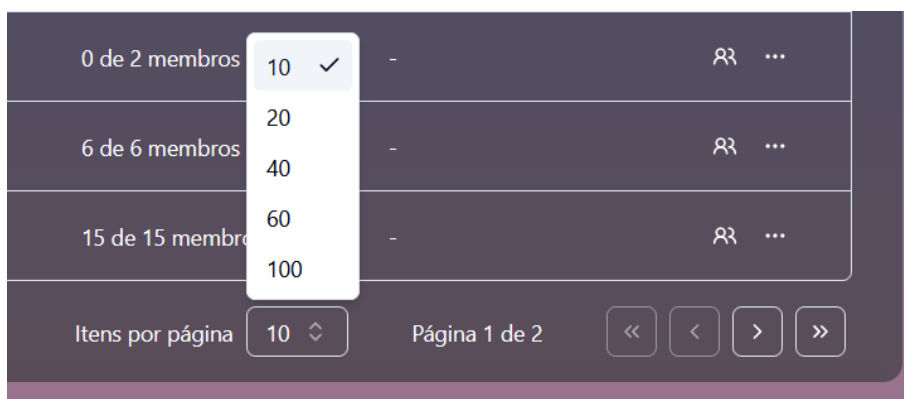 0 de 2 membros
10
-
20
6 de 6 membros
-
40
60
15 de 15 membro
-
100
Itens por página
10
Página 1 de 2